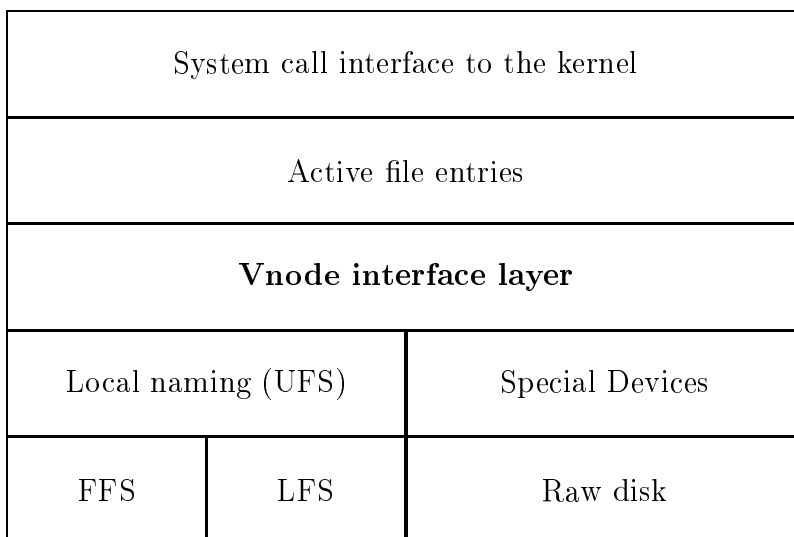 System call interface to the kernel
Active file entries
Vnode interface layer
Local naming (UFS)
Special Devices
FFS
LFS
Raw disk